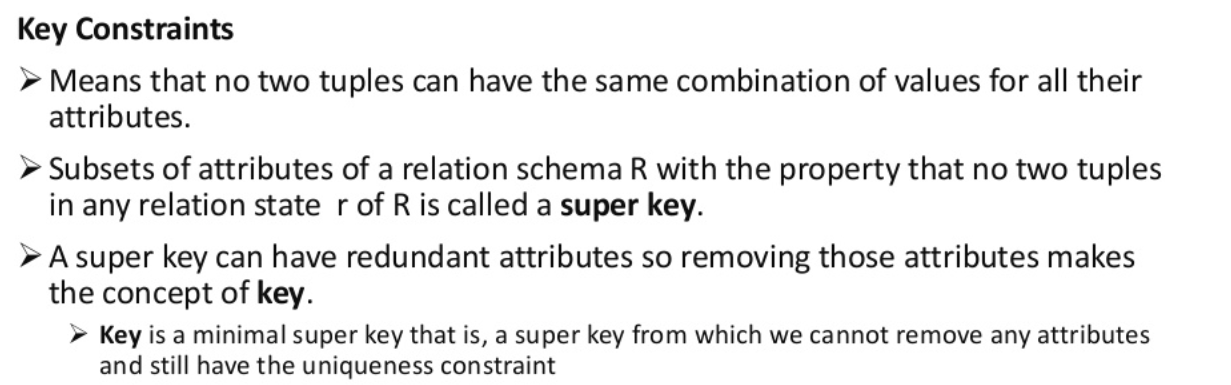 Key Constraints
➢ Means that no two tuples can have the same combination of values for all their
attributes.
➢ Subsets of attributes of a relation schema R with the property that no two tuples
in any relation state r of R is called a super key.
➢ A super key can have redundant attributes so removing those attributes makes
the concept of key.
➢ Key is a minimal super key that is, a super key from which we cannot remove any attributes
and still have the uniqueness constraint